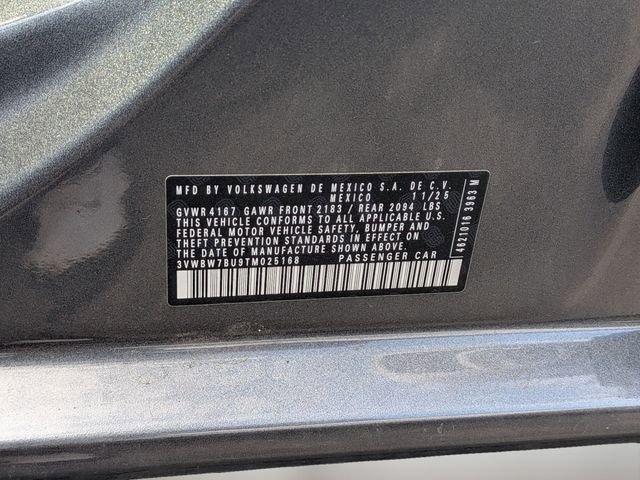 MFD BY VOLKSWAGEN DE MEXICO S.A. DE C.V.
MEXICO 11/25
GVWR 4167 GAWR FRONT 2183 / REAR 2094 LBS
THIS VEHICLE CONFORMS TO ALL APPLICABLE U.S.
FEDERAL MOTOR VEHICLE SAFETY, BUMPER AND
THEFT PREVENTION STANDARDS IN EFFECT ON
THE DATE OF MANUFACTURE SHOWN ABOVE.
3VWBW7BU9TM025168 PASSENGER CAR
4621016 3963 M